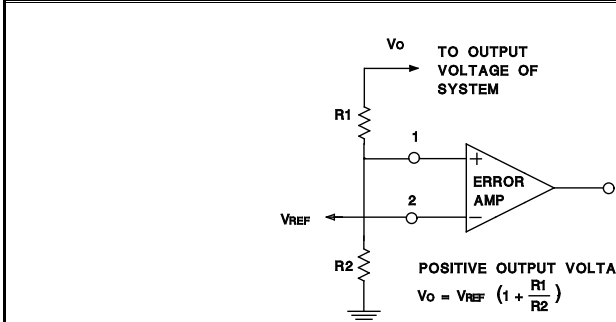 Vo
TO OUTPUT
VOLTAGE OF
SYSTEM
R1
1
+
ERROR
AMP
2
−
VREF
R2
POSITIVE OUTPUT VOLTA
Vo = VREF (1 + R1/R2)